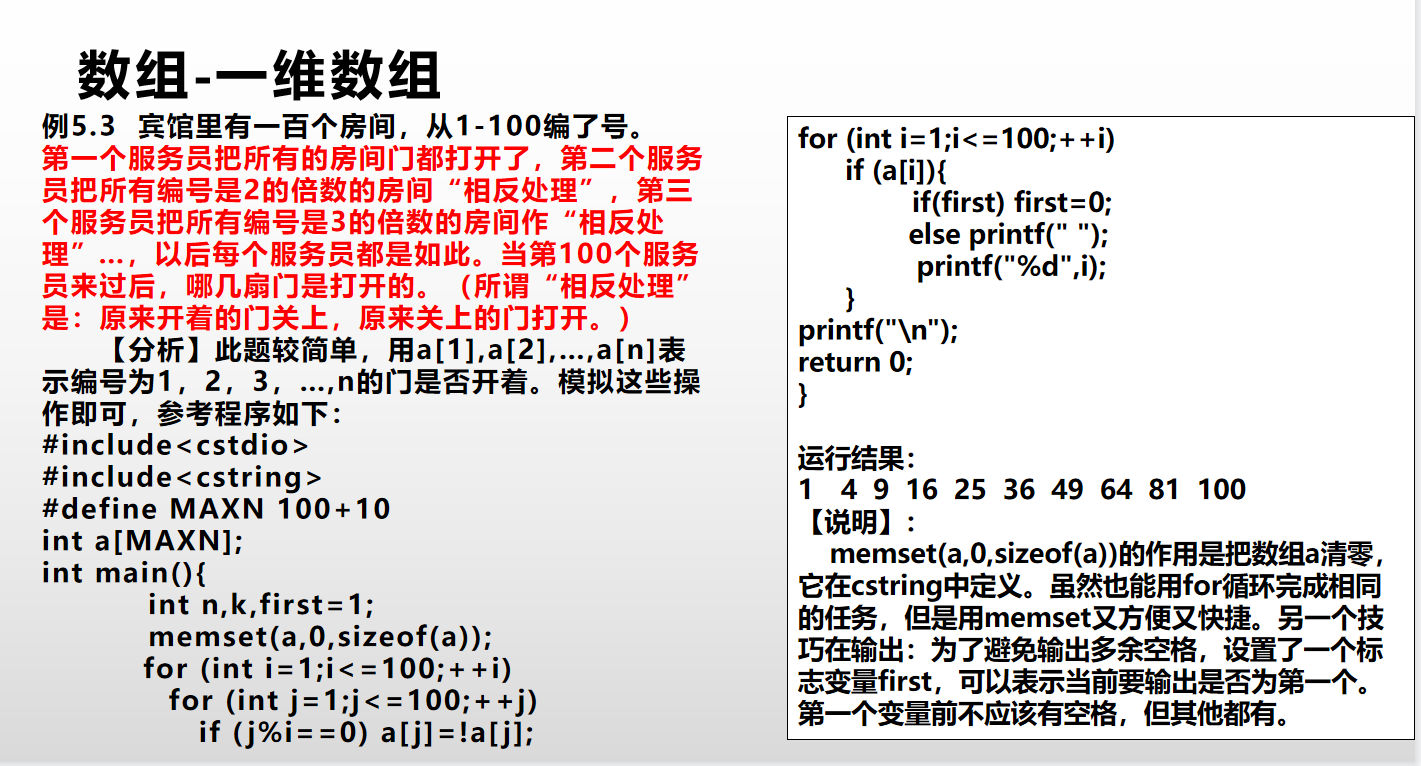 数组-一维数组
例5.3 宾馆里有一百个房间，从1-100编了号。
第一个服务员把所有的房间门都打开了，第二个服务
员把所有编号是2的倍数的房间“相反处理”，第三
个服务员把所有编号是3的倍数的房间作“相反处
理”…，以后每个服务员都是如此。当第100个服务
员来过后，哪几扇门是打开的。（所谓“相反处理”
是：原来开着的门关上，原来关上的门打开。）
【分析】此题较简单，用a[1],a[2],…,a[n]表
示编号为1，2，3，…,n的门是否开着。模拟这些操
作即可，参考程序如下：
#include<cstdio>
#include<cstring>
#define MAXN 100+10
int a[MAXN];
int main(){
int n,k,first=1;
memset(a,0,sizeof(a));
for (int i=1;i<=100;++i)
for (int j=1;j<=100;++j)
if (j%i==0) a[j]=!a[j];
for (int i=1;i<=100;++i)
if (a[i]){
if(first) first=0;
else printf(" ");
printf("%d",i);
}
printf("\n");
return 0;
}
运行结果：
1 4 9 16 25 36 49 64 81 100
【说明】：
memset(a,0,sizeof(a))的作用是把数组a清零，
它在cstring中定义。虽然也能用for循环完成相同
的任务，但是用memset又方便又快捷。另一个技
巧在输出：为了避免输出多余空格，设置了一个标
志变量first，可以表示当前要输出是否为第一个。
第一个变量前不应该有空格，但其他都有。